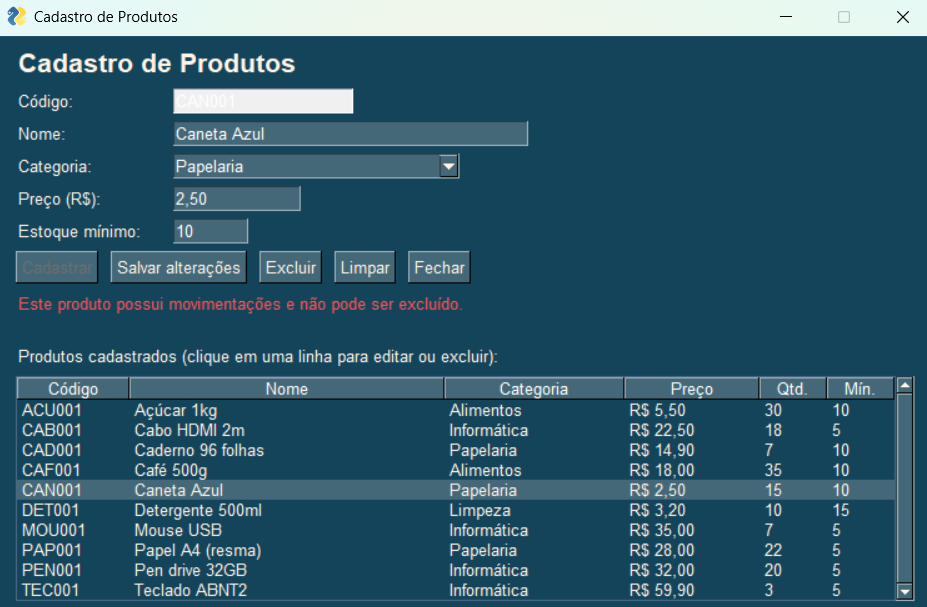 Cadastro de Produtos
Cadastro de Produtos
Código: CAN001
Nome: Caneta Azul
Categoria: Papelaria
Preço (R$): 2,50
Estoque mínimo: 10
Cadastrar Salvar alterações Excluir Limpar Fechar
Este produto possui movimentações e não pode ser excluído.
Produtos cadastrados (clique em uma linha para editar ou excluir):
Código Nome Categoria Preço Qtd. Mín.
ACU001 Açúcar 1kg Alimentos R$ 5,50 30 10
CAB001 Cabo HDMI 2m Informática R$ 22,50 18 5
CAD001 Caderno 96 folhas Papelaria R$ 14,90 7 10
CAF001 Café 500g Alimentos R$ 18,00 35 10
CAN001 Caneta Azul Papelaria R$ 2,50 15 10
DET001 Detergente 500ml Limpeza R$ 3,20 10 15
MOU001 Mouse USB Informática R$ 35,00 7 5
PAP001 Papel A4 (resma) Papelaria R$ 28,00 22 5
PEN001 Pen drive 32GB Informática R$ 32,00 20 5
TEC001 Teclado ABNT2 Informática R$ 59,90 3 5